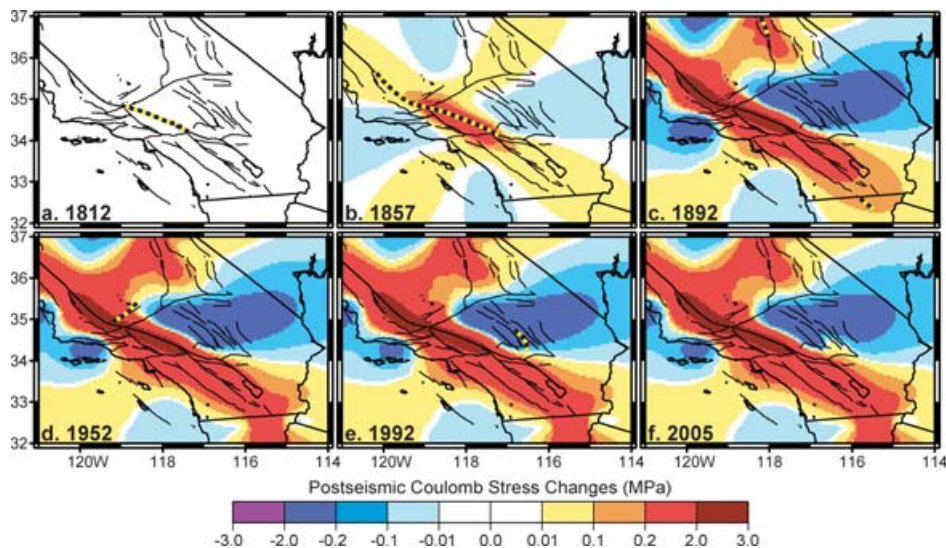 37
36
35
34
33
32
a. 1812
b. 1857
c. 1892
37
36
35
34
33
32
d. 1952
e. 1992
f. 2005
120W 118 116 114 120W 118 116 114 120W 118 116 114
Postseismic Coulomb Stress Changes (MPa)
-3.0 -2.0 -0.2 -0.1 -0.01 0.0 0.01 0.1 0.2 2.0 3.0